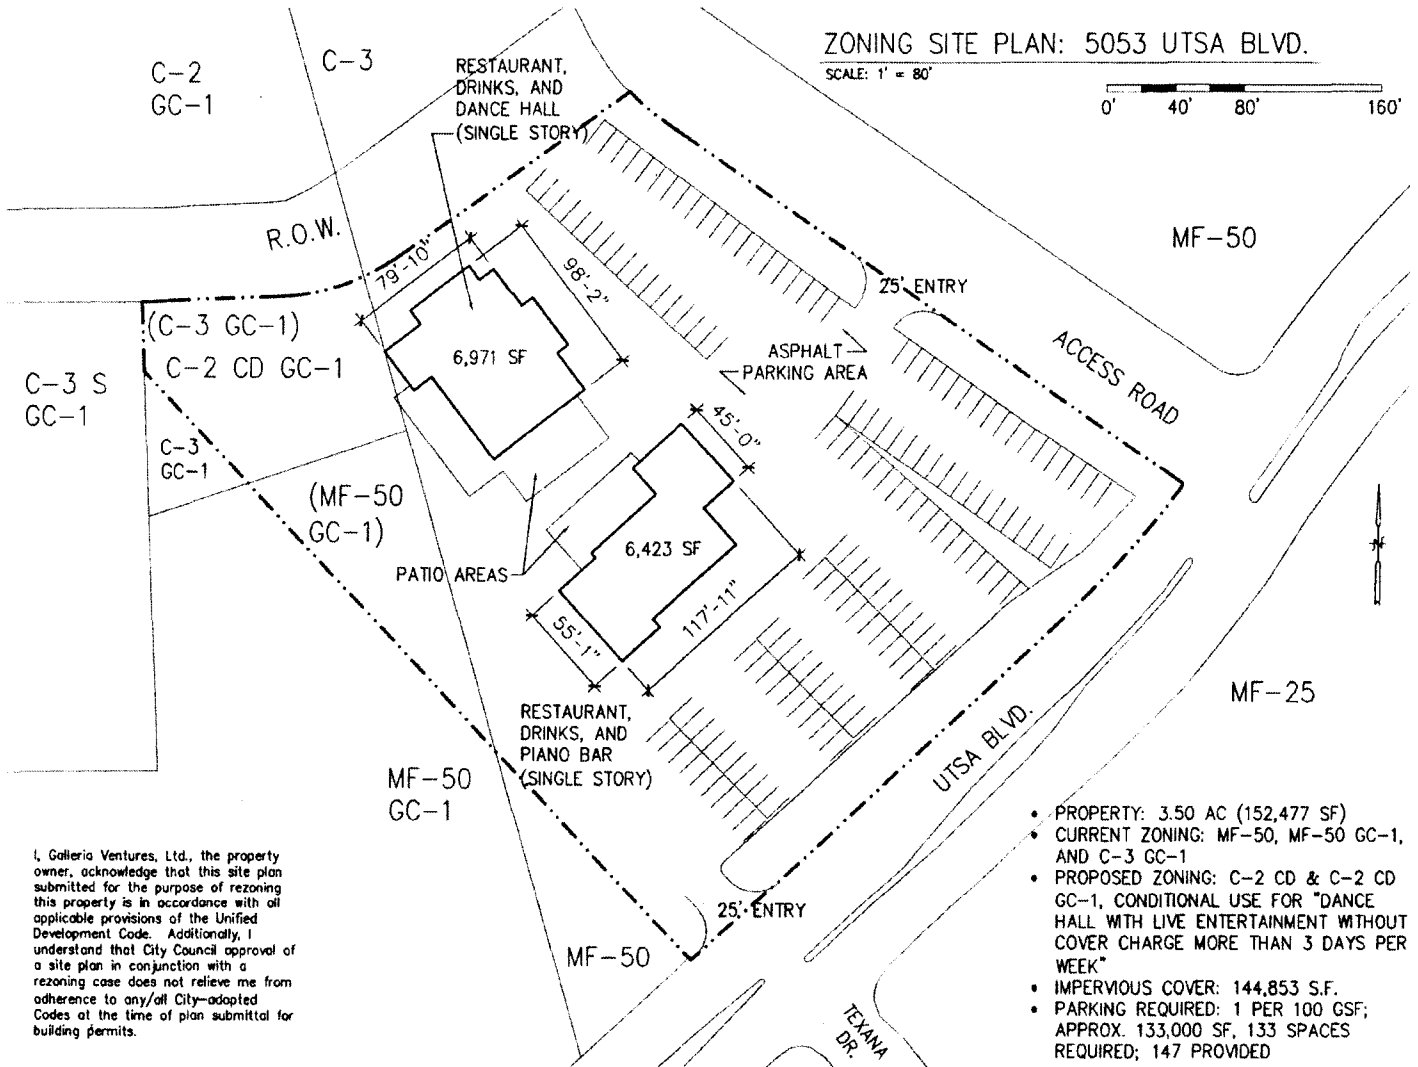 ZONING SITE PLAN: 5053 UTSA BLVD.
SCALE: 1' = 80'
0' 40' 80' 160'
C-2
GC-1
C-3
RESTAURANT,
DRINKS, AND
DANCE HALL
(SINGLE STORY)
R.O.W.
79'-10"
98'-2"
6,971 SF
MF-50
25' ENTRY
ACCESS ROAD
ASPHALT
PARKING AREA
(C-3 GC-1)
C-2 CD GC-1
C-3 S
GC-1
C-3
GC-1
(MF-50
GC-1)
45'-0"
6,423 SF
PATIO AREAS
55'-1"
117'-11"
N
RESTAURANT,
DRINKS, AND
PIANO BAR
(SINGLE STORY)
MF-50
GC-1
MF-25
UTSA BLVD.
25' ENTRY
MF-50
TEXANA
DR.
I, Galleria Ventures, Ltd., the property
owner, acknowledge that this site plan
submitted for the purpose of rezoning
this property is in accordance with all
applicable provisions of the Unified
Development Code. Additionally, I
understand that City Council approval of
a site plan in conjunction with a
rezoning case does not relieve me from
adherence to any/all City-adopted
Codes at the time of plan submittal for
building permits.
• PROPERTY: 3.50 AC (152,477 SF)
• CURRENT ZONING: MF-50, MF-50 GC-1,
AND C-3 GC-1
• PROPOSED ZONING: C-2 CD & C-2 CD
GC-1, CONDITIONAL USE FOR "DANCE
HALL WITH LIVE ENTERTAINMENT WITHOUT
COVER CHARGE MORE THAN 3 DAYS PER
WEEK"
• IMPERVIOUS COVER: 144,853 S.F.
• PARKING REQUIRED: 1 PER 100 GSF;
APPROX. 133,000 SF, 133 SPACES
REQUIRED; 147 PROVIDED